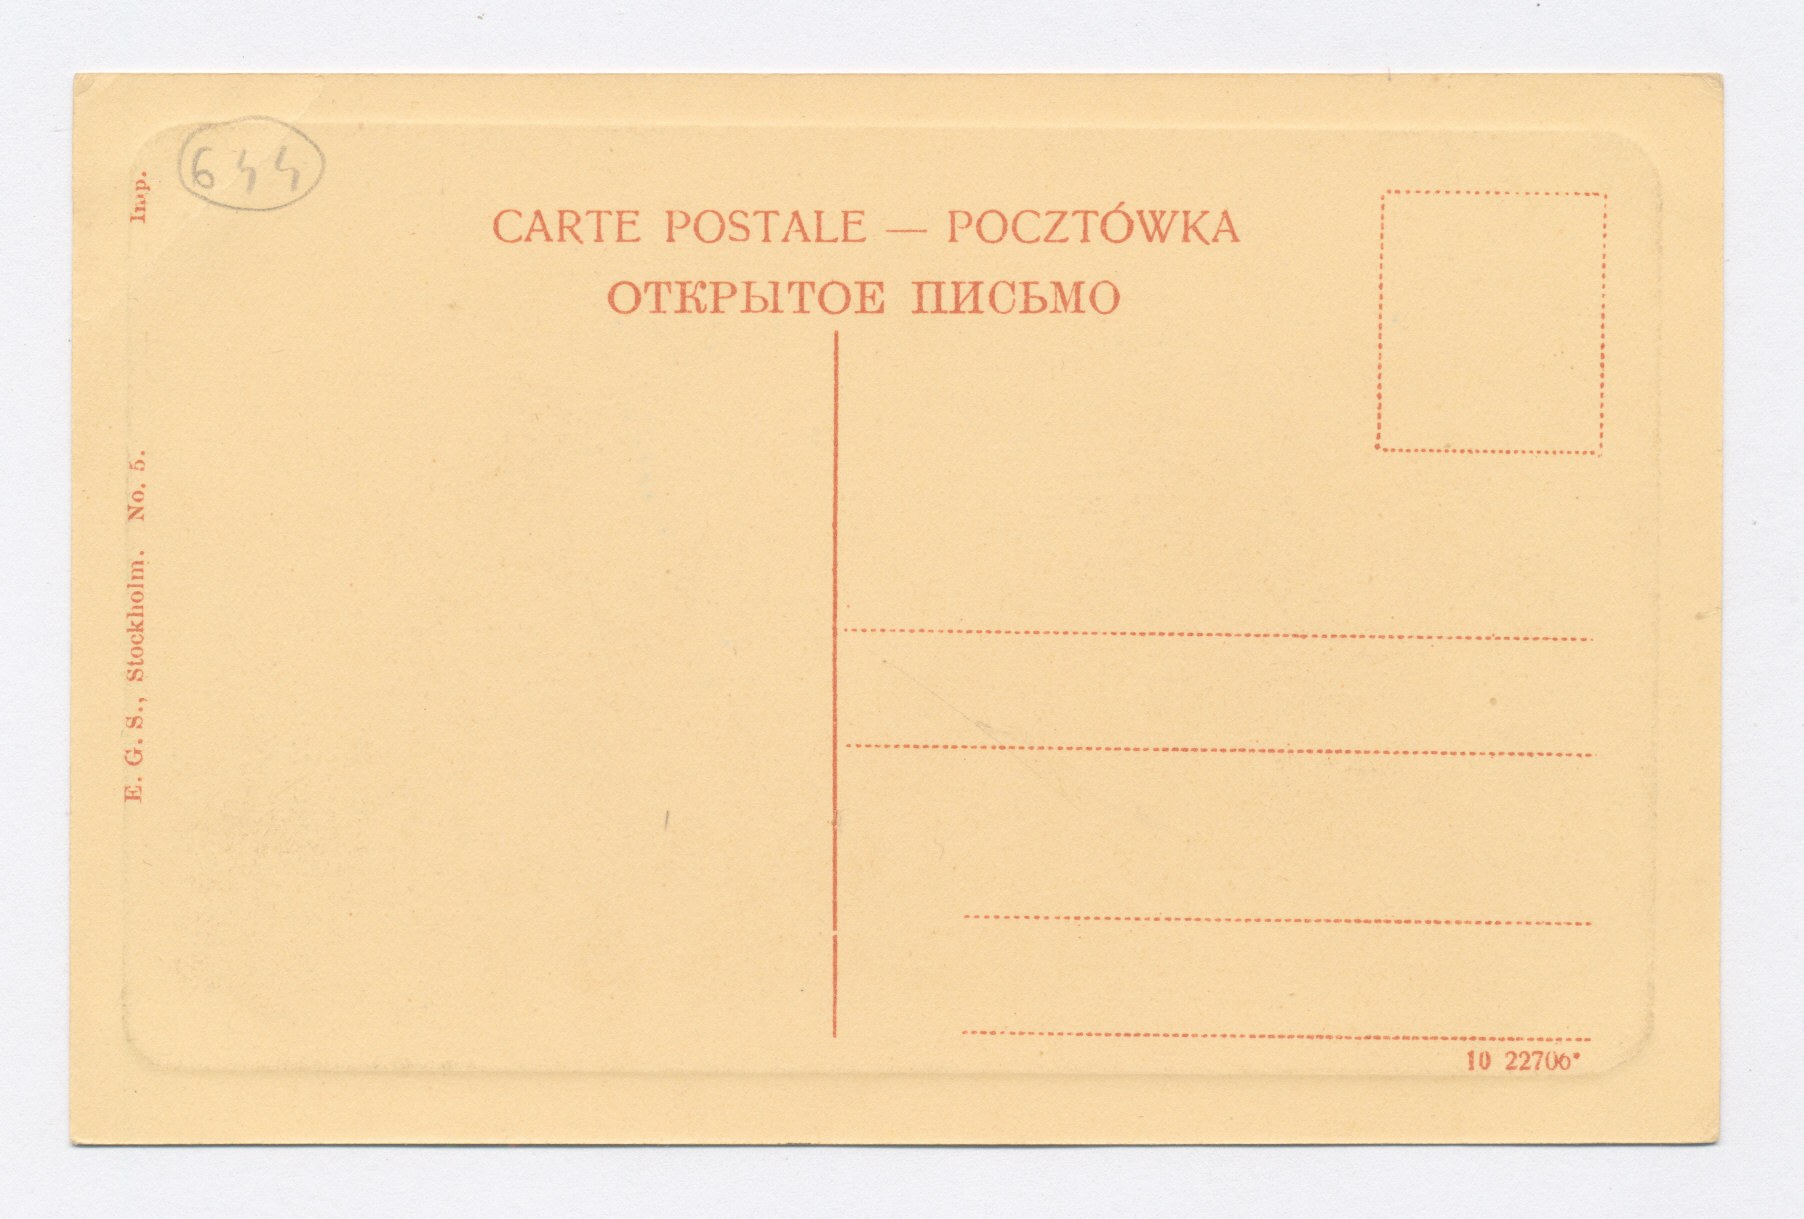 644
CARTE POSTALE — POCZTÓWKA
ОТКРЫТОЕ ПИСЬМО
E. G. S., Stockholm. No. 5.
Imp.
10 22706*